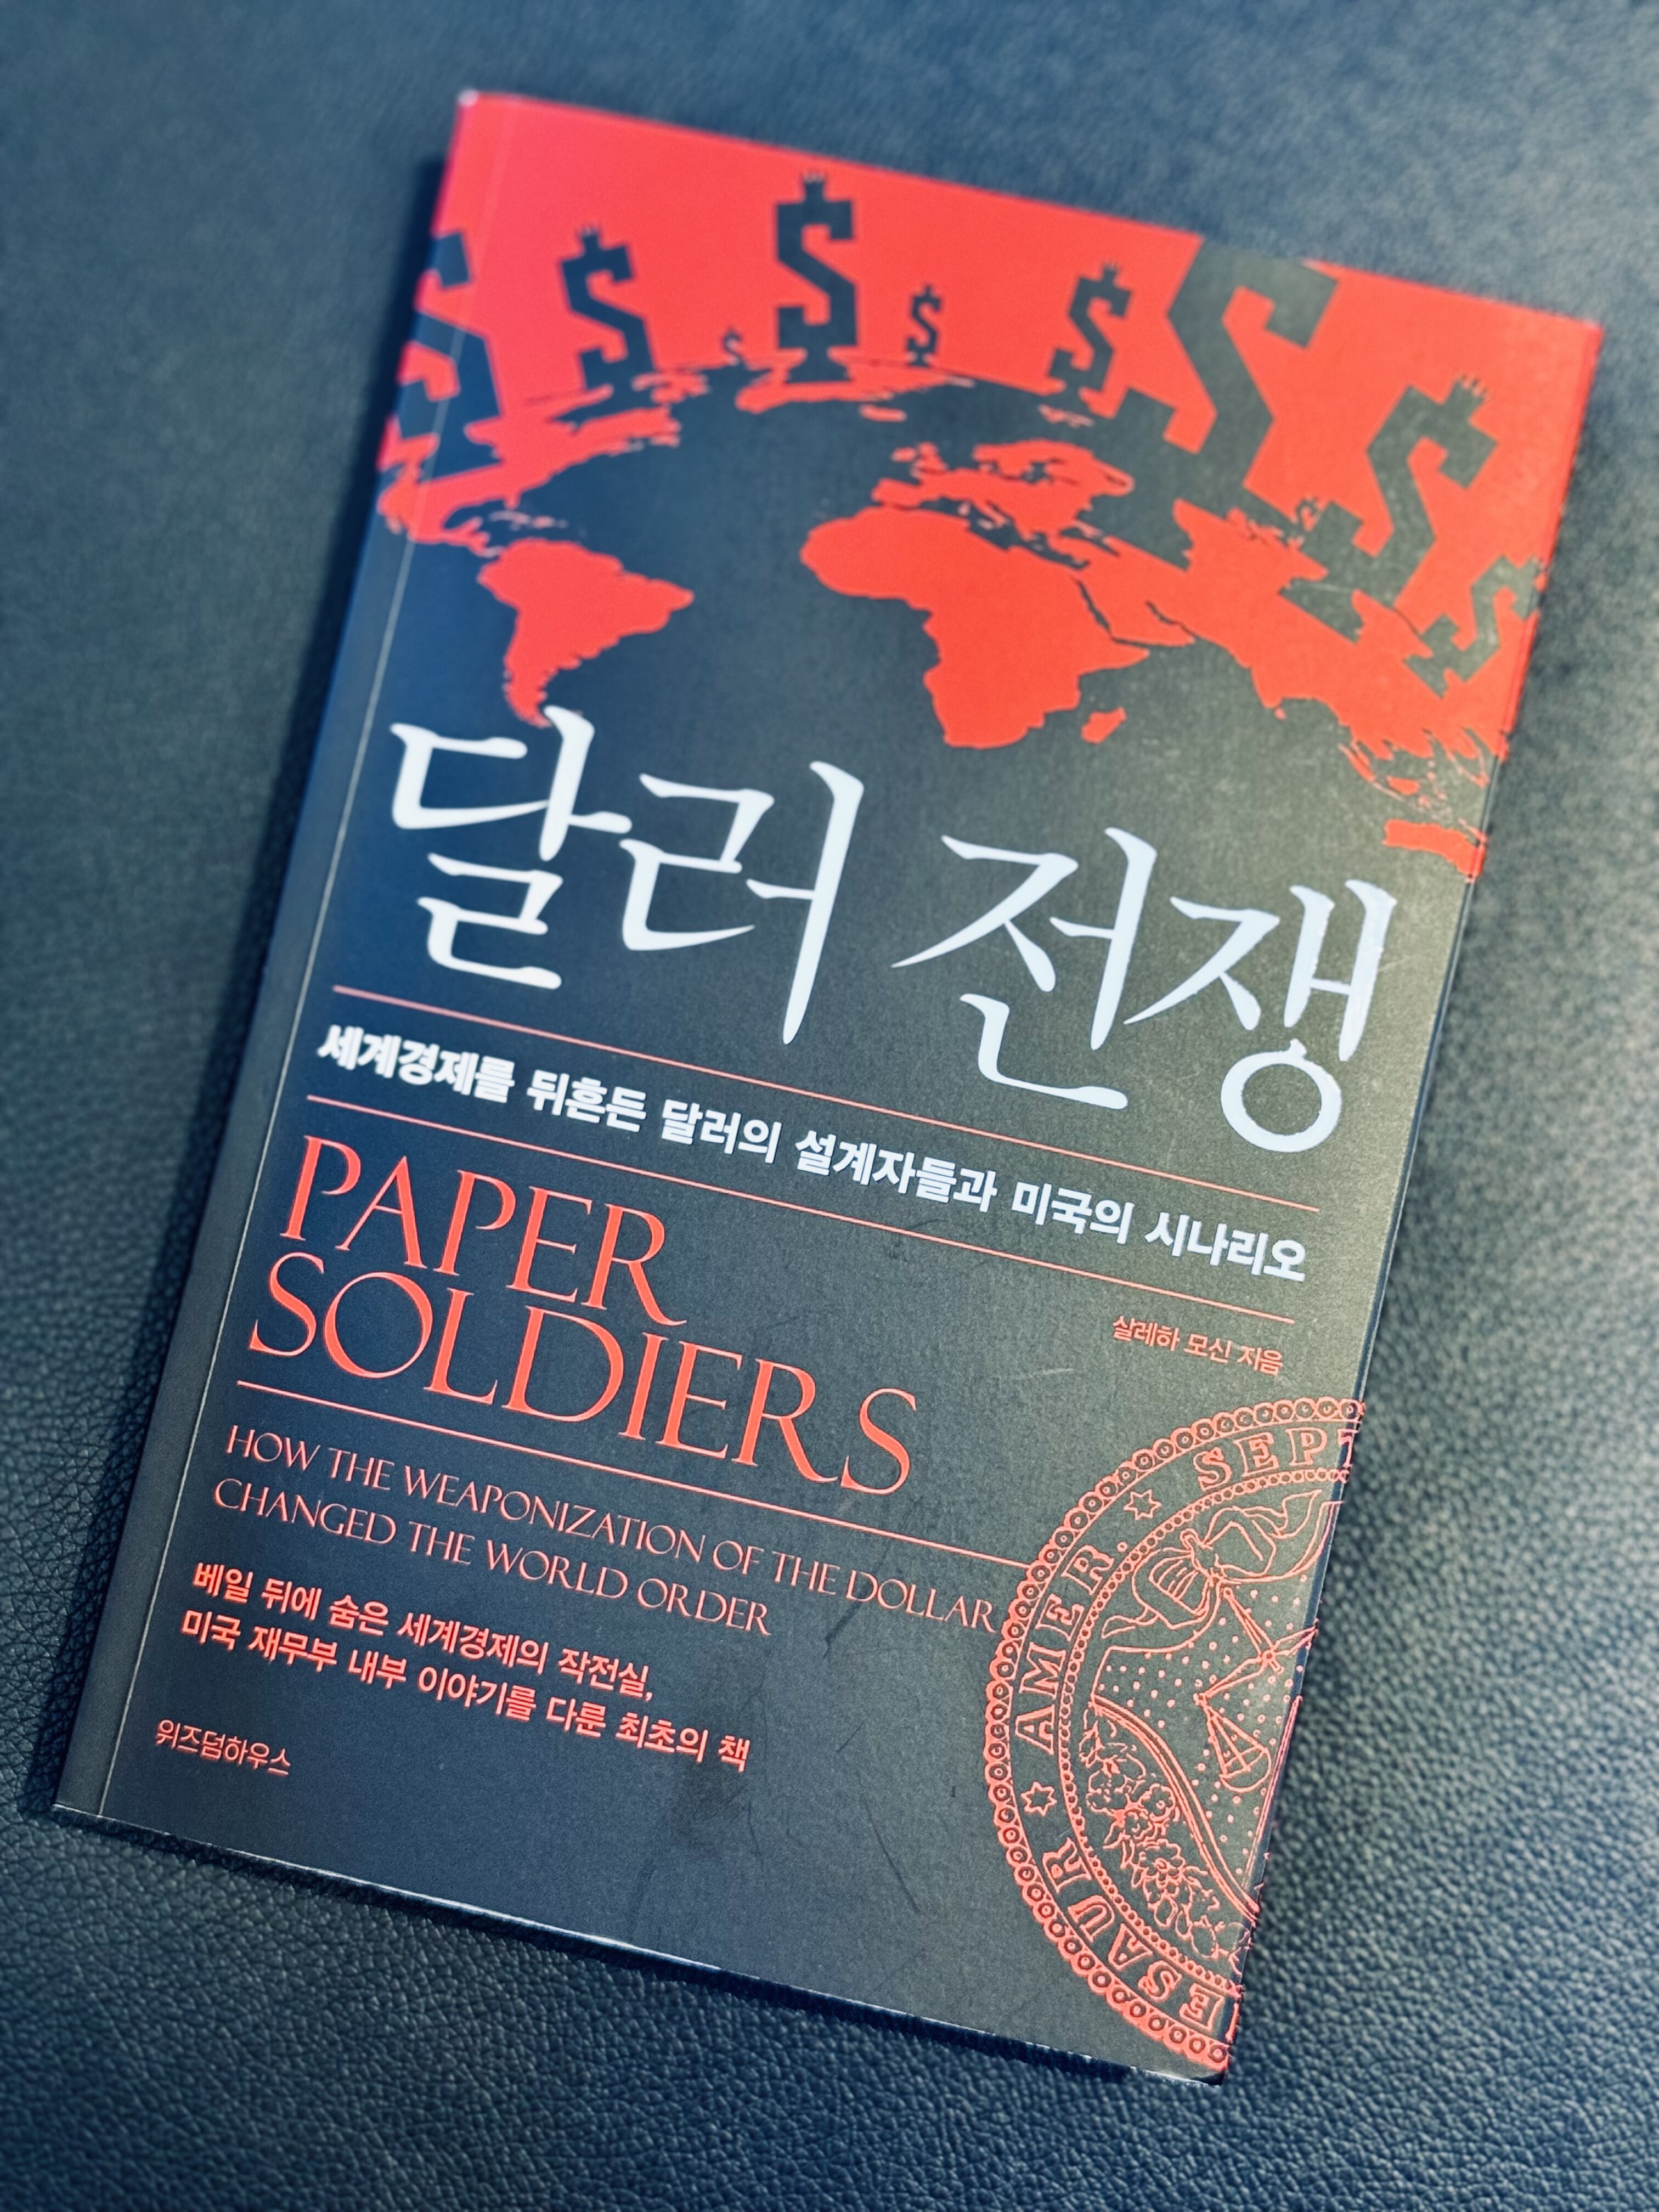 달러 전쟁
세계경제를 뒤흔든 달러의 설계자들과 미국의 시나리오
살레하 모신 지음
PAPER
SOLDIERS
HOW THE WEAPONIZATION OF THE DOLLAR
CHANGED THE WORLD ORDER
베일 뒤에 숨은 세계경제의 작전실,
미국 재무부 내부 이야기를 다룬 최초의 책
위즈덤하우스
ESAUR ★ AMER. ★ SEPT